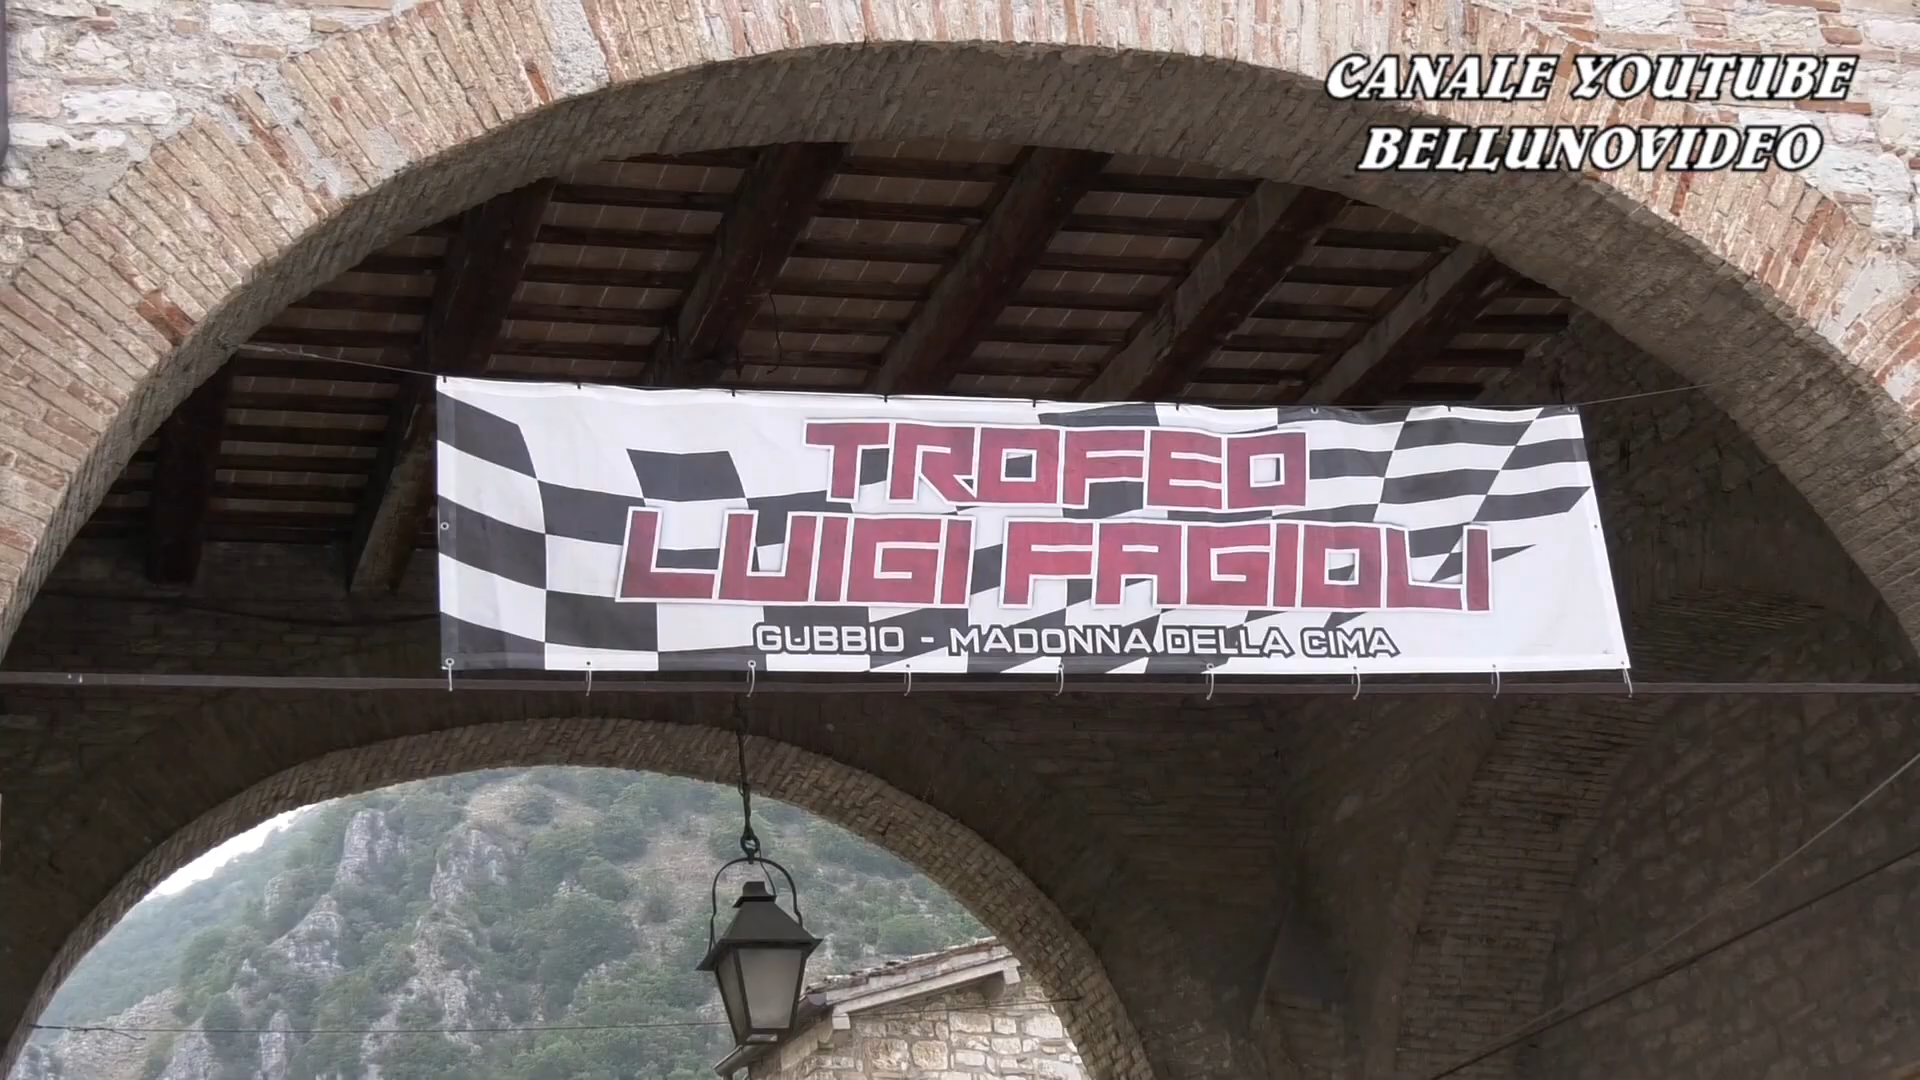 CANALE YOUTUBE
BELLUNOVIDEO
TROFEO
LUIGI FAGIOLI
GUBBIO - MADONNA DELLA CIMA